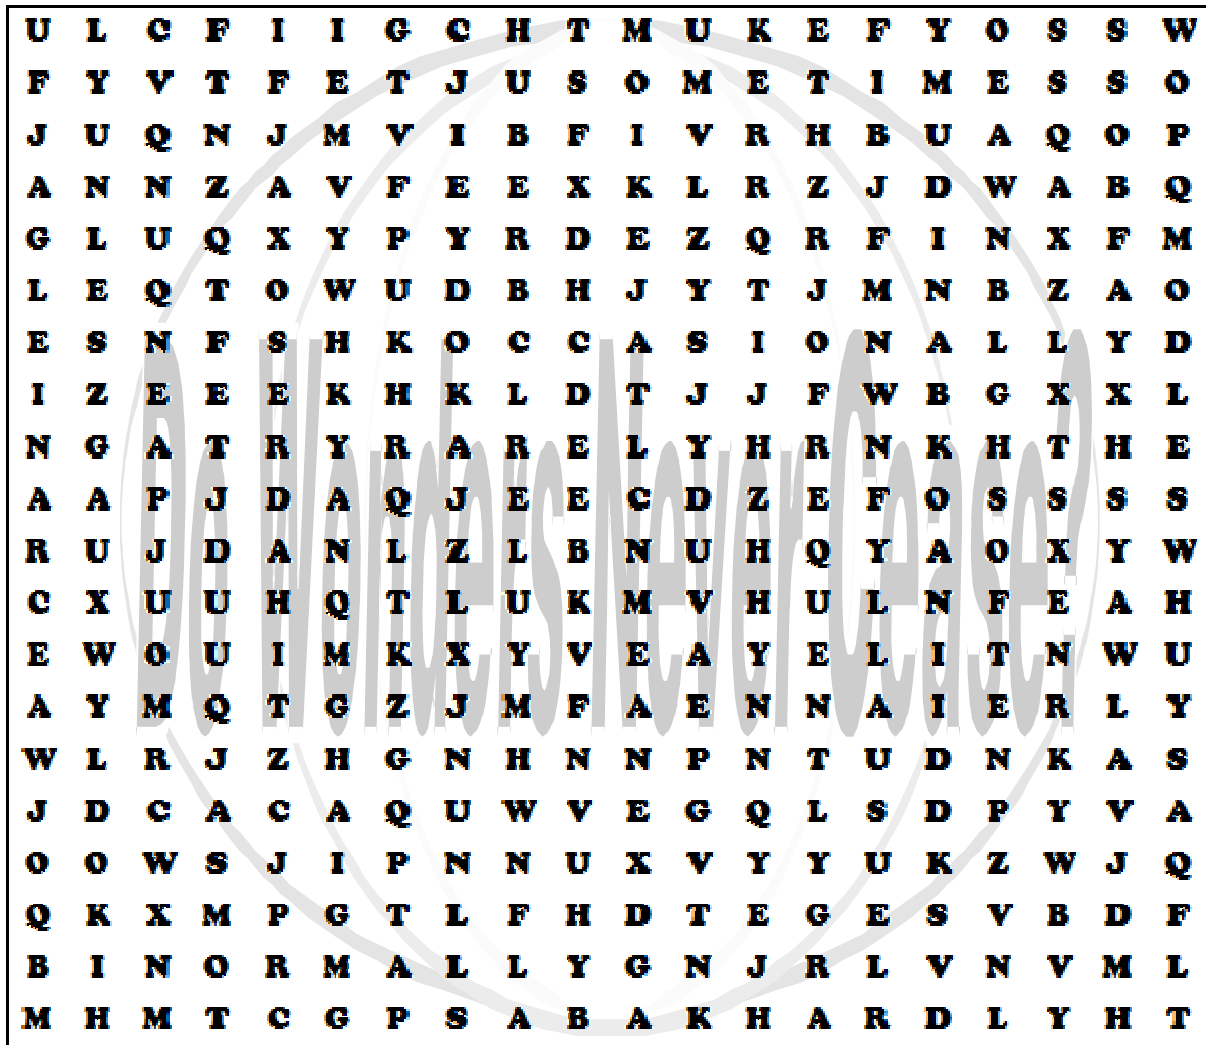 U L C F I I G C H T M U K E F Y O S S W
F Y V T F E T J U S O M E T I M E S S O
J U Q N J M V I B F I V R H B U A Q O P
A N N Z A V F E E X K L R Z J D W A B Q
G L U Q X Y P Y R D E Z Q R F I N X F M
L E Q T O W U D B H J Y T J M N B Z A O
E S N F S H K O C C A S I O N A L L Y D
I Z E E E K H K L D T J J F W B G X X L
N G A T R Y R A R E L Y H R N K H T H E
A A P J D A Q J E E C D Z E F O S S S S
R U J D A N L Z L B N U H Q Y A O X Y W
C X U U H Q T L U K M V H U L N F E A H
E W O U I M K X Y V E A Y E L I T N W U
A Y M Q T G Z J M F A E N N A I E R L Y
W L R J Z H G N H N N P N T U D N K A S
J D C A C A Q U W V E G Q L S D P Y V A
O O W S J I P N N U X V Y Y U K Z W J Q
Q K X M P G T L F H D T E G E S V B D F
B I N O R M A L L Y G N J R L V N V M L
M H M T C G P S A B A K H A R D L Y H T
Do Wonders Never Cease?